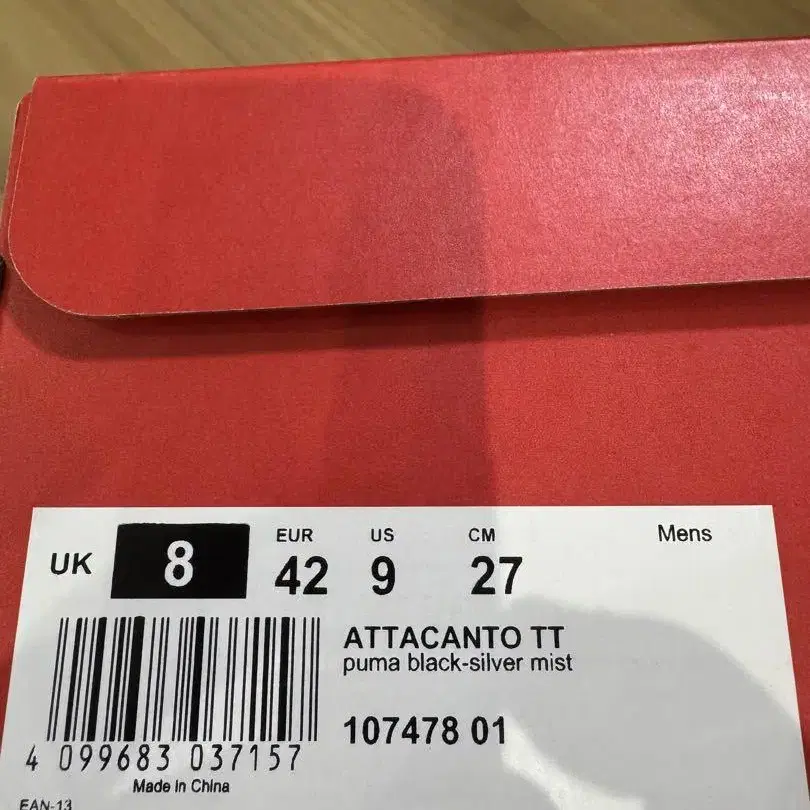 UK 8 EUR 42 US 9 CM 27 Mens
ATTACANTO TT
puma black-silver mist
107478 01
4 099683 037157
Made in China
EAN-13